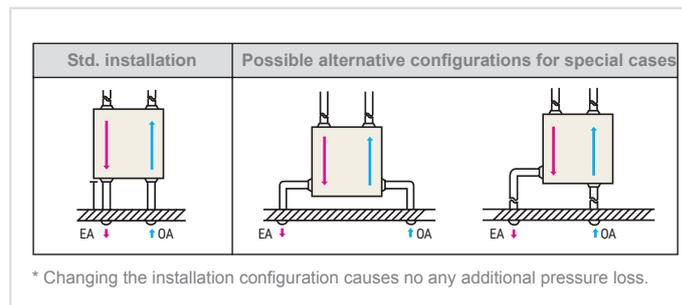 Std. installation
Possible alternative configurations for special cases
EA OA
EA OA
EA OA
* Changing the installation configuration causes no any additional pressure loss.